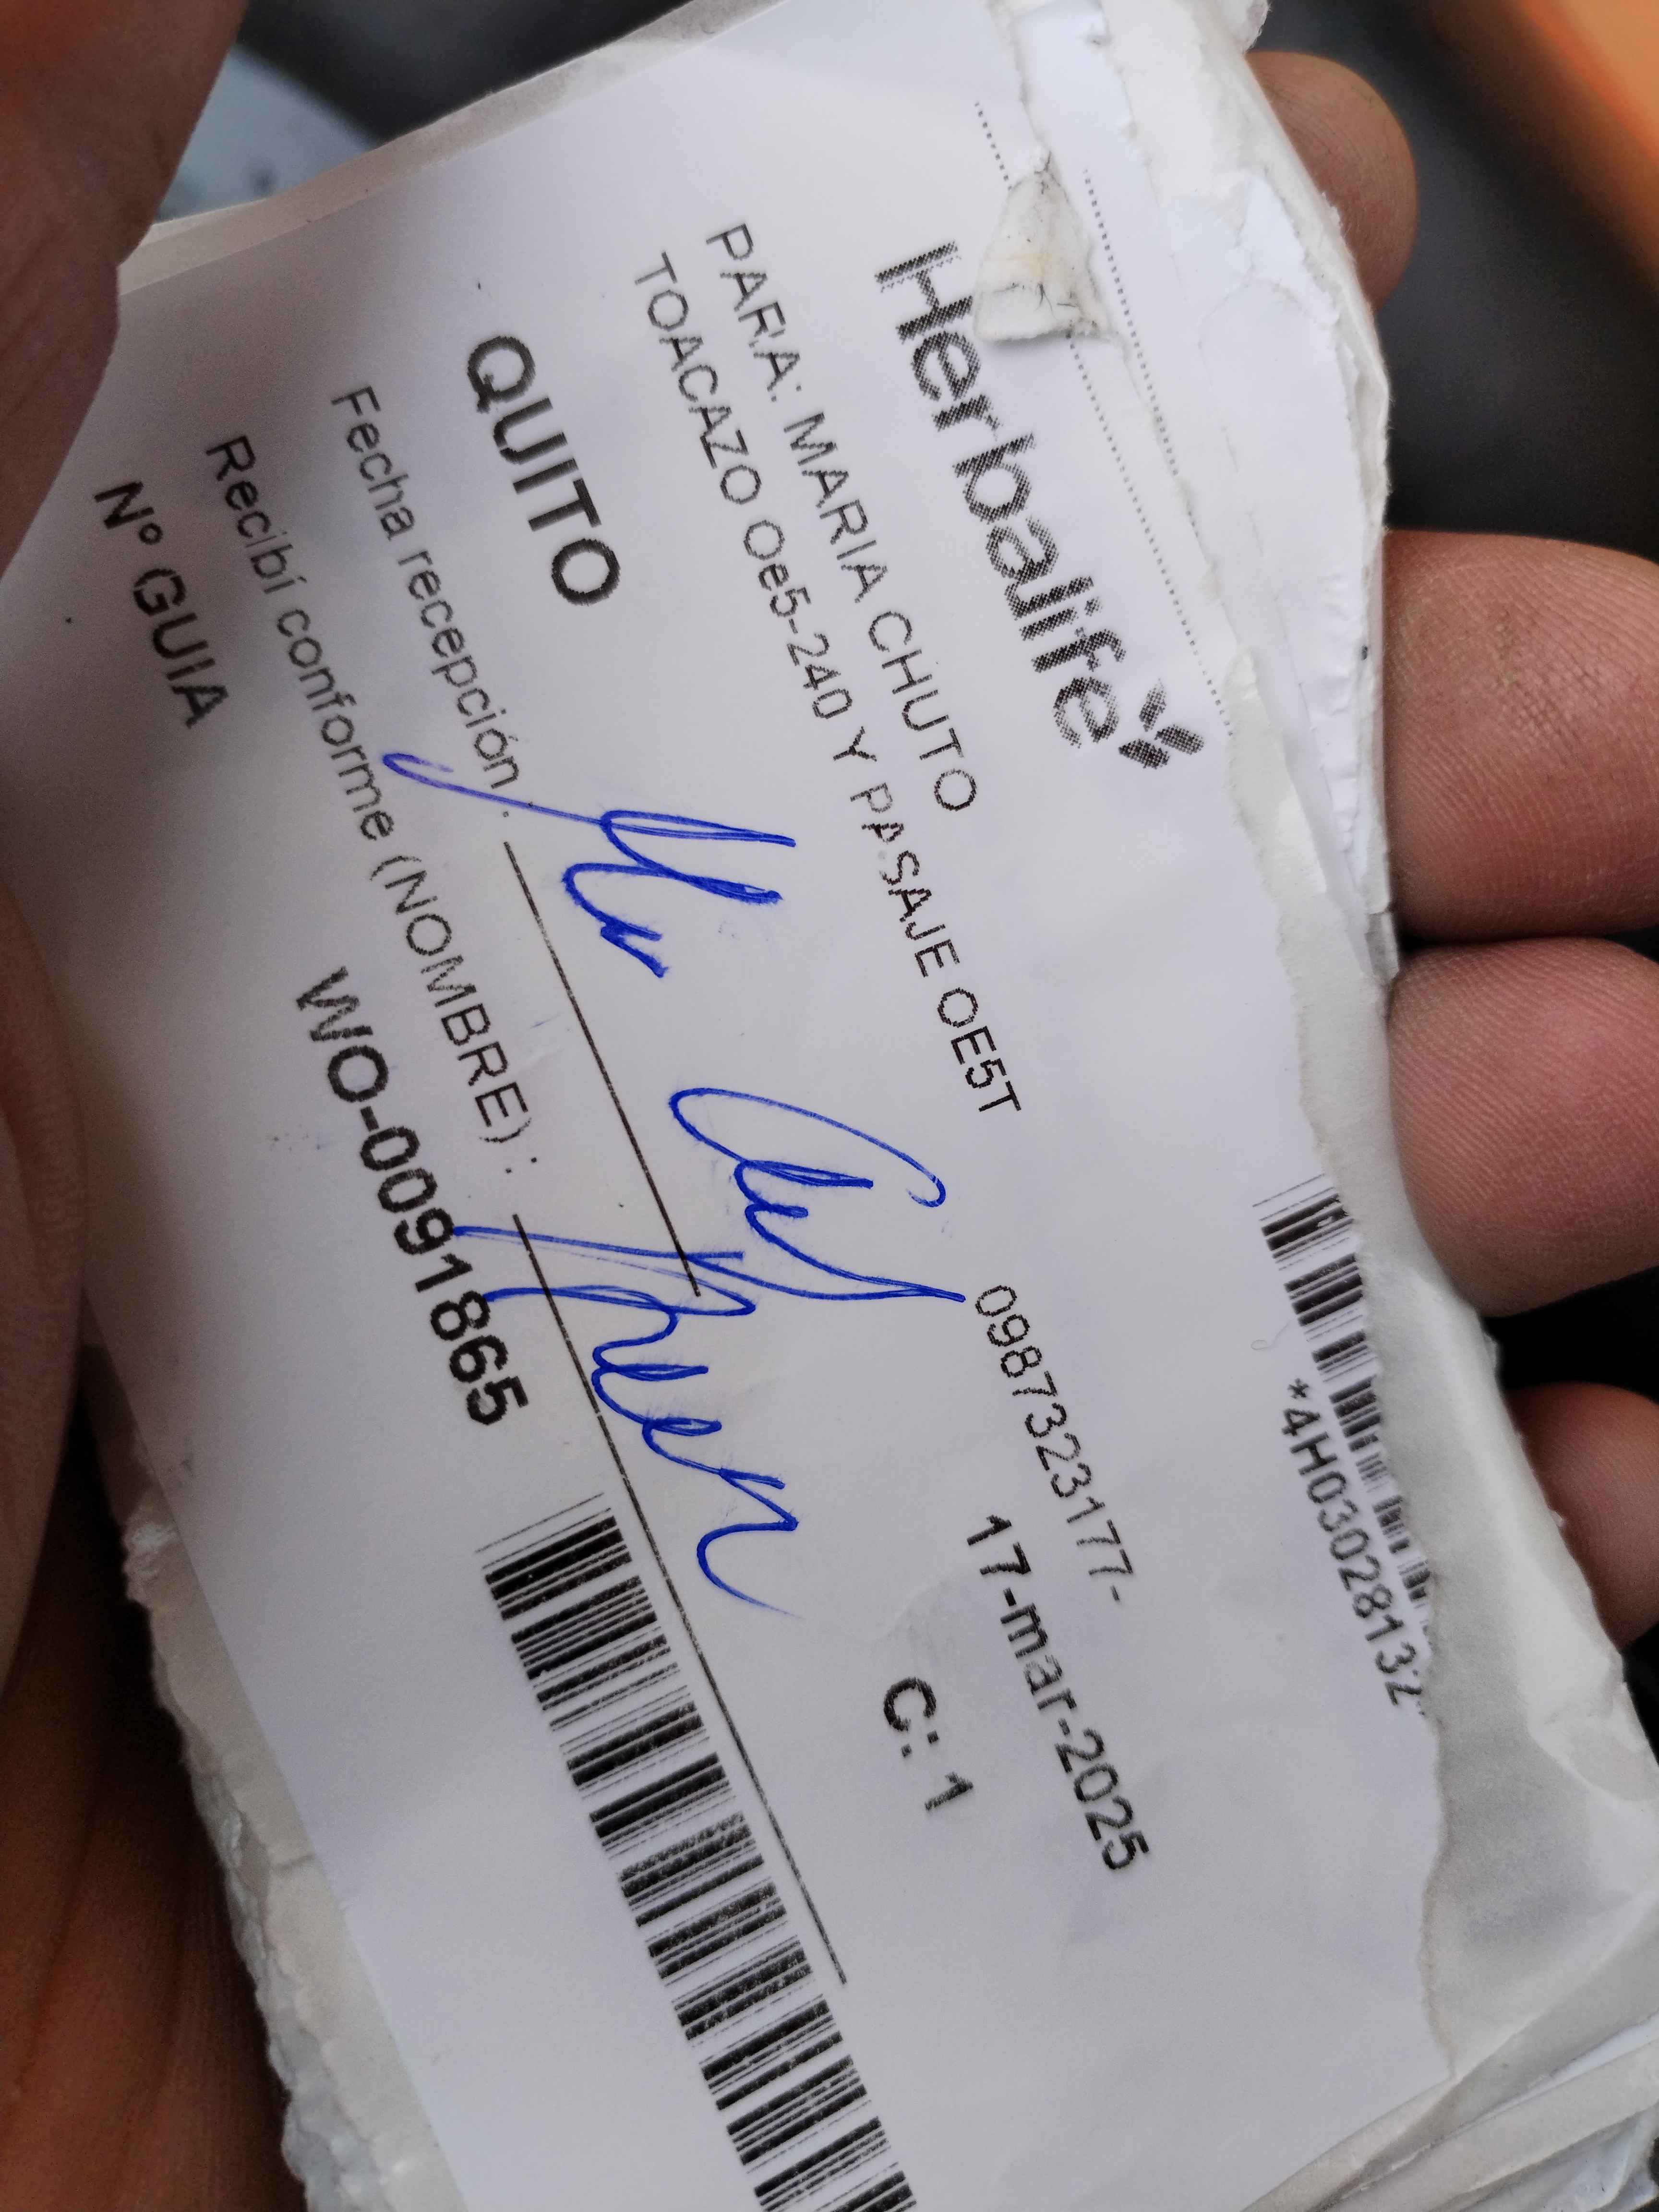 *4H030281132
Herbalife
17-mar-2025
PARA: MARIA CHUTO
0987323177-
TOACAZO Oe5-240 Y PASAJE OE5T
C: 1
QUITO
Fecha recepción :
Recibí conforme (NOMBRE) :
Nº GUIA WO-0091865